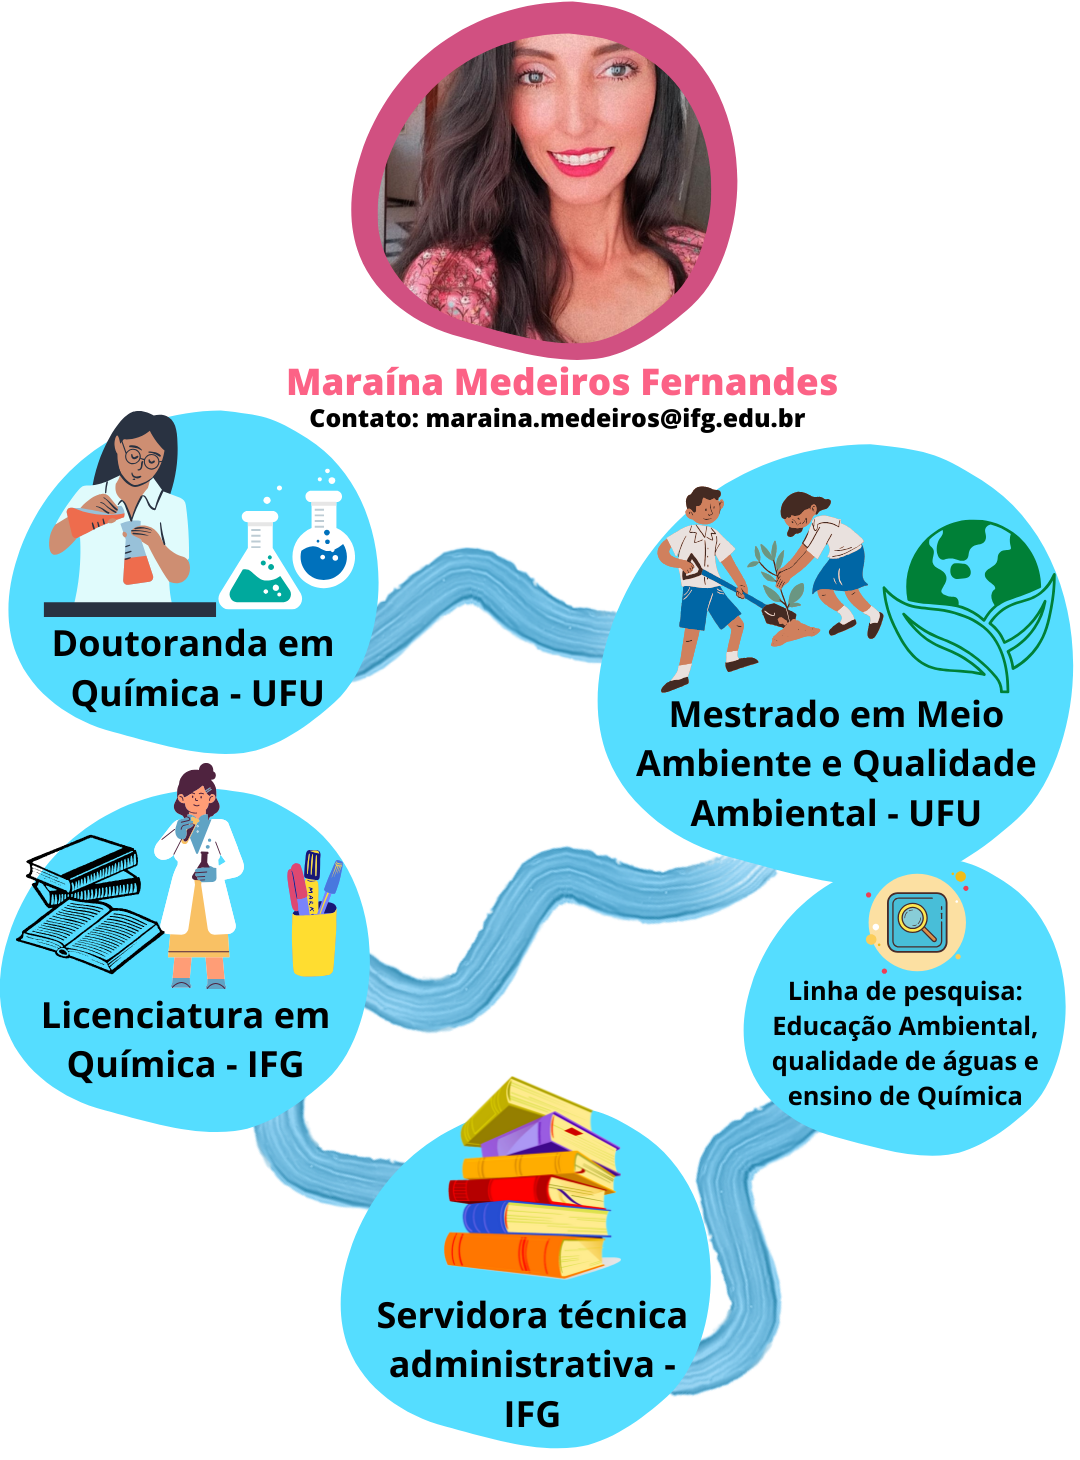 Maraína Medeiros Fernandes
Contato: maraina.medeiros@ifg.edu.br
Doutoranda em
Química - UFU
Mestrado em Meio
Ambiente e Qualidade
Ambiental - UFU
Licenciatura em
Química - IFG
Linha de pesquisa:
Educação Ambiental,
qualidade de águas e
ensino de Química
Servidora técnica
administrativa -
IFG